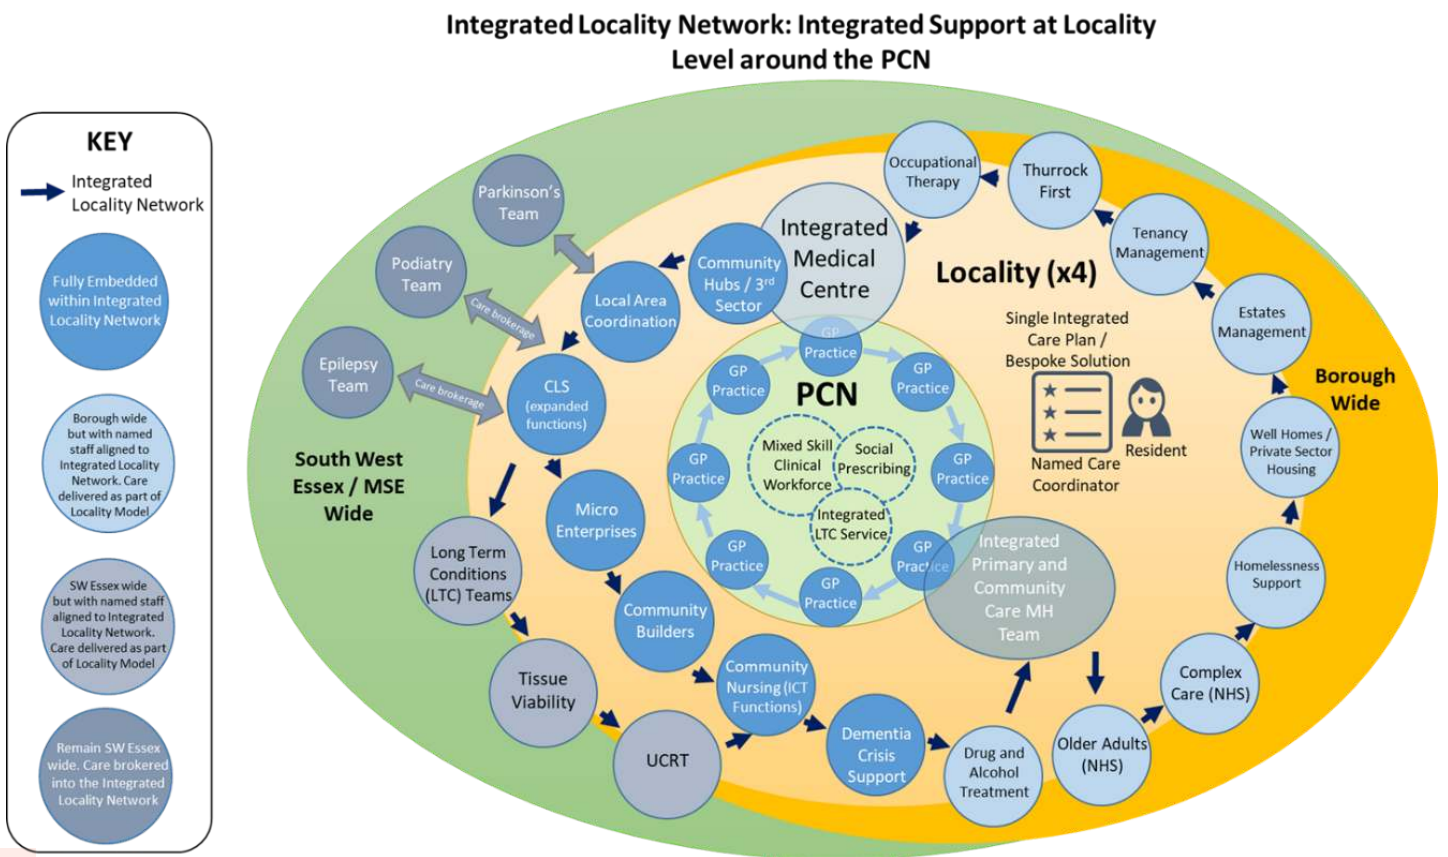 Integrated Locality Network: Integrated Support at Locality
Level around the PCN
KEY
Integrated
Locality Network
Fully Embedded
within Integrated
Locality Network
Borough wide
but with named
staff aligned to
Integrated Locality
Network. Care
delivered as part of
Locality Model
SW Essex wide
but with named staff
aligned to Integrated
Locality Network.
Care delivered as part
of Locality Model
Remain SW Essex
wide. Care brokered
into the Integrated
Locality Network
Parkinson's
Team
Podiatry
Team
Epilepsy
Team
Care brokerage
Care brokerage
South West
Essex / MSE
Wide
Local Area
Coordination
Community
Hubs / 3rd
Sector
Integrated
Medical
Centre
Occupational
Therapy
Thurrock
First
Tenancy
Management
Estates
Management
Borough
Wide
Well Homes /
Private Sector
Housing
Homelessness
Support
Complex
Care (NHS)
Older Adults
(NHS)
Drug and
Alcohol
Treatment
Dementia
Crisis
Support
Community
Nursing (ICT
Functions)
Community
Builders
Micro
Enterprises
CLS
(expanded
functions)
Long Term
Conditions
(LTC) Teams
Tissue
Viability
UCRT
Locality (x4)
Single Integrated
Care Plan /
Bespoke Solution
Named Care
Coordinator
Resident
Integrated
Primary and
Community
Care MH
Team
PCN
Mixed Skill
Clinical
Workforce
Social
Prescribing
Integrated
LTC Service
GP
Practice
GP
Practice
GP
Practice
GP
Practice
GP
Practice
GP
Practice
GP
Practice
GP
Practice